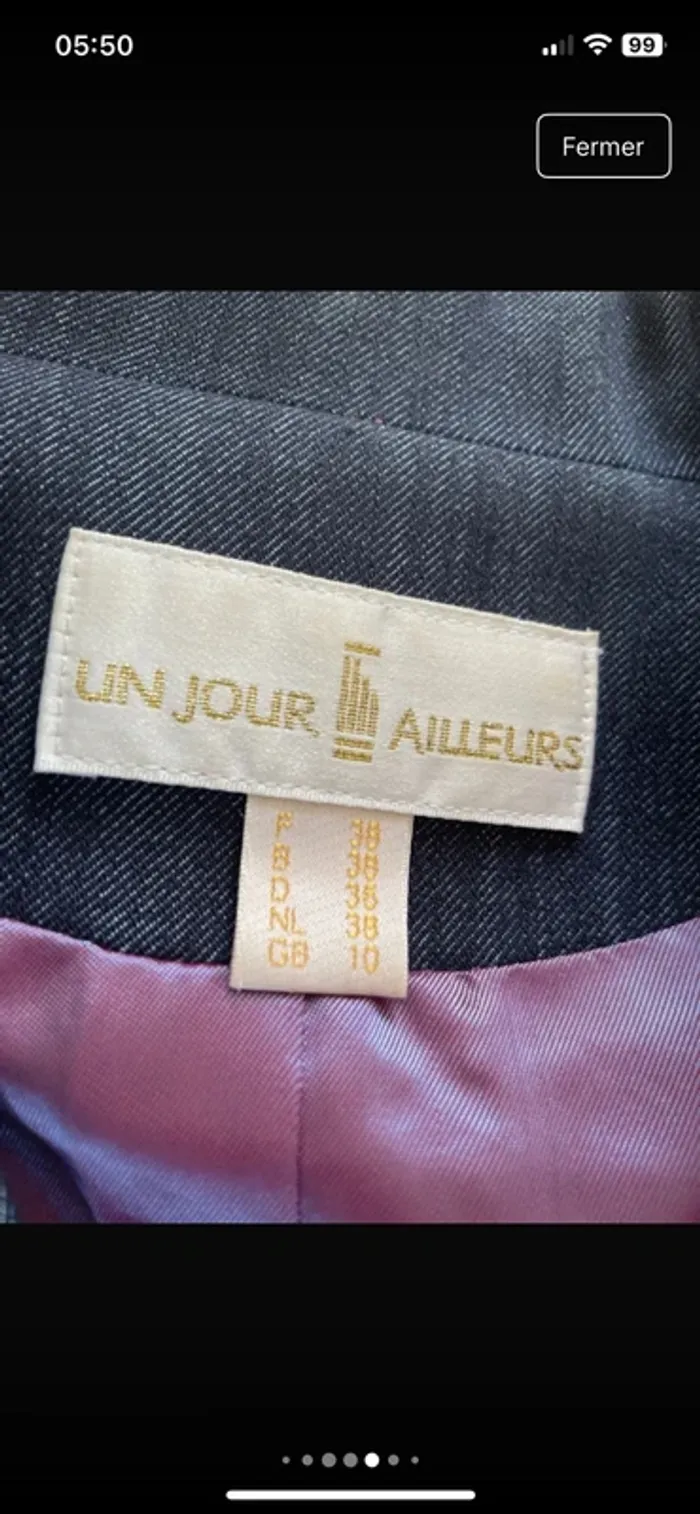 05:50
99
Fermer
UN JOUR AILLEURS
F 38
B 38
D 36
NL 38
GB 10